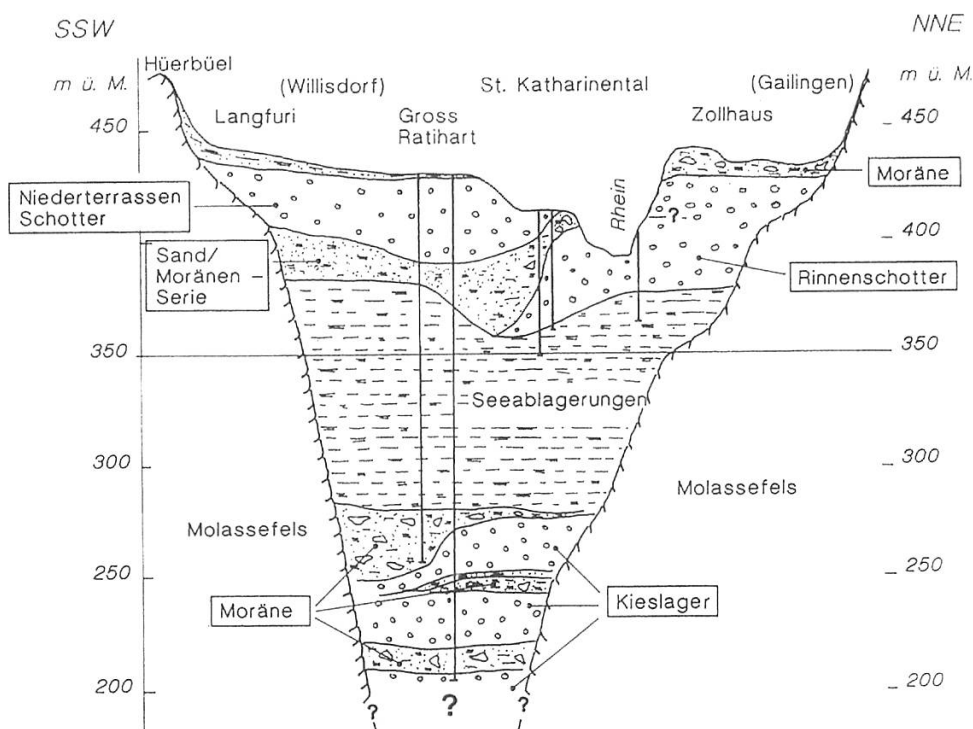 SSW
NNE
Hüerbüel
m ü. M.
(Willisdorf)
St. Katharinental
(Gailingen)
m ü. M.
450
Langfuri
Gross
Ratihart
Zollhaus
450
Moräne
Niederterrassen
Schotter
Rhein
?
400
Sand/
Moränen -
Serie
Rinnenschotter
350
350
Seeablagerungen
300
300
Molassefels
Molassefels
250
250
Moräne
Kieslager
200
200
?
?
?